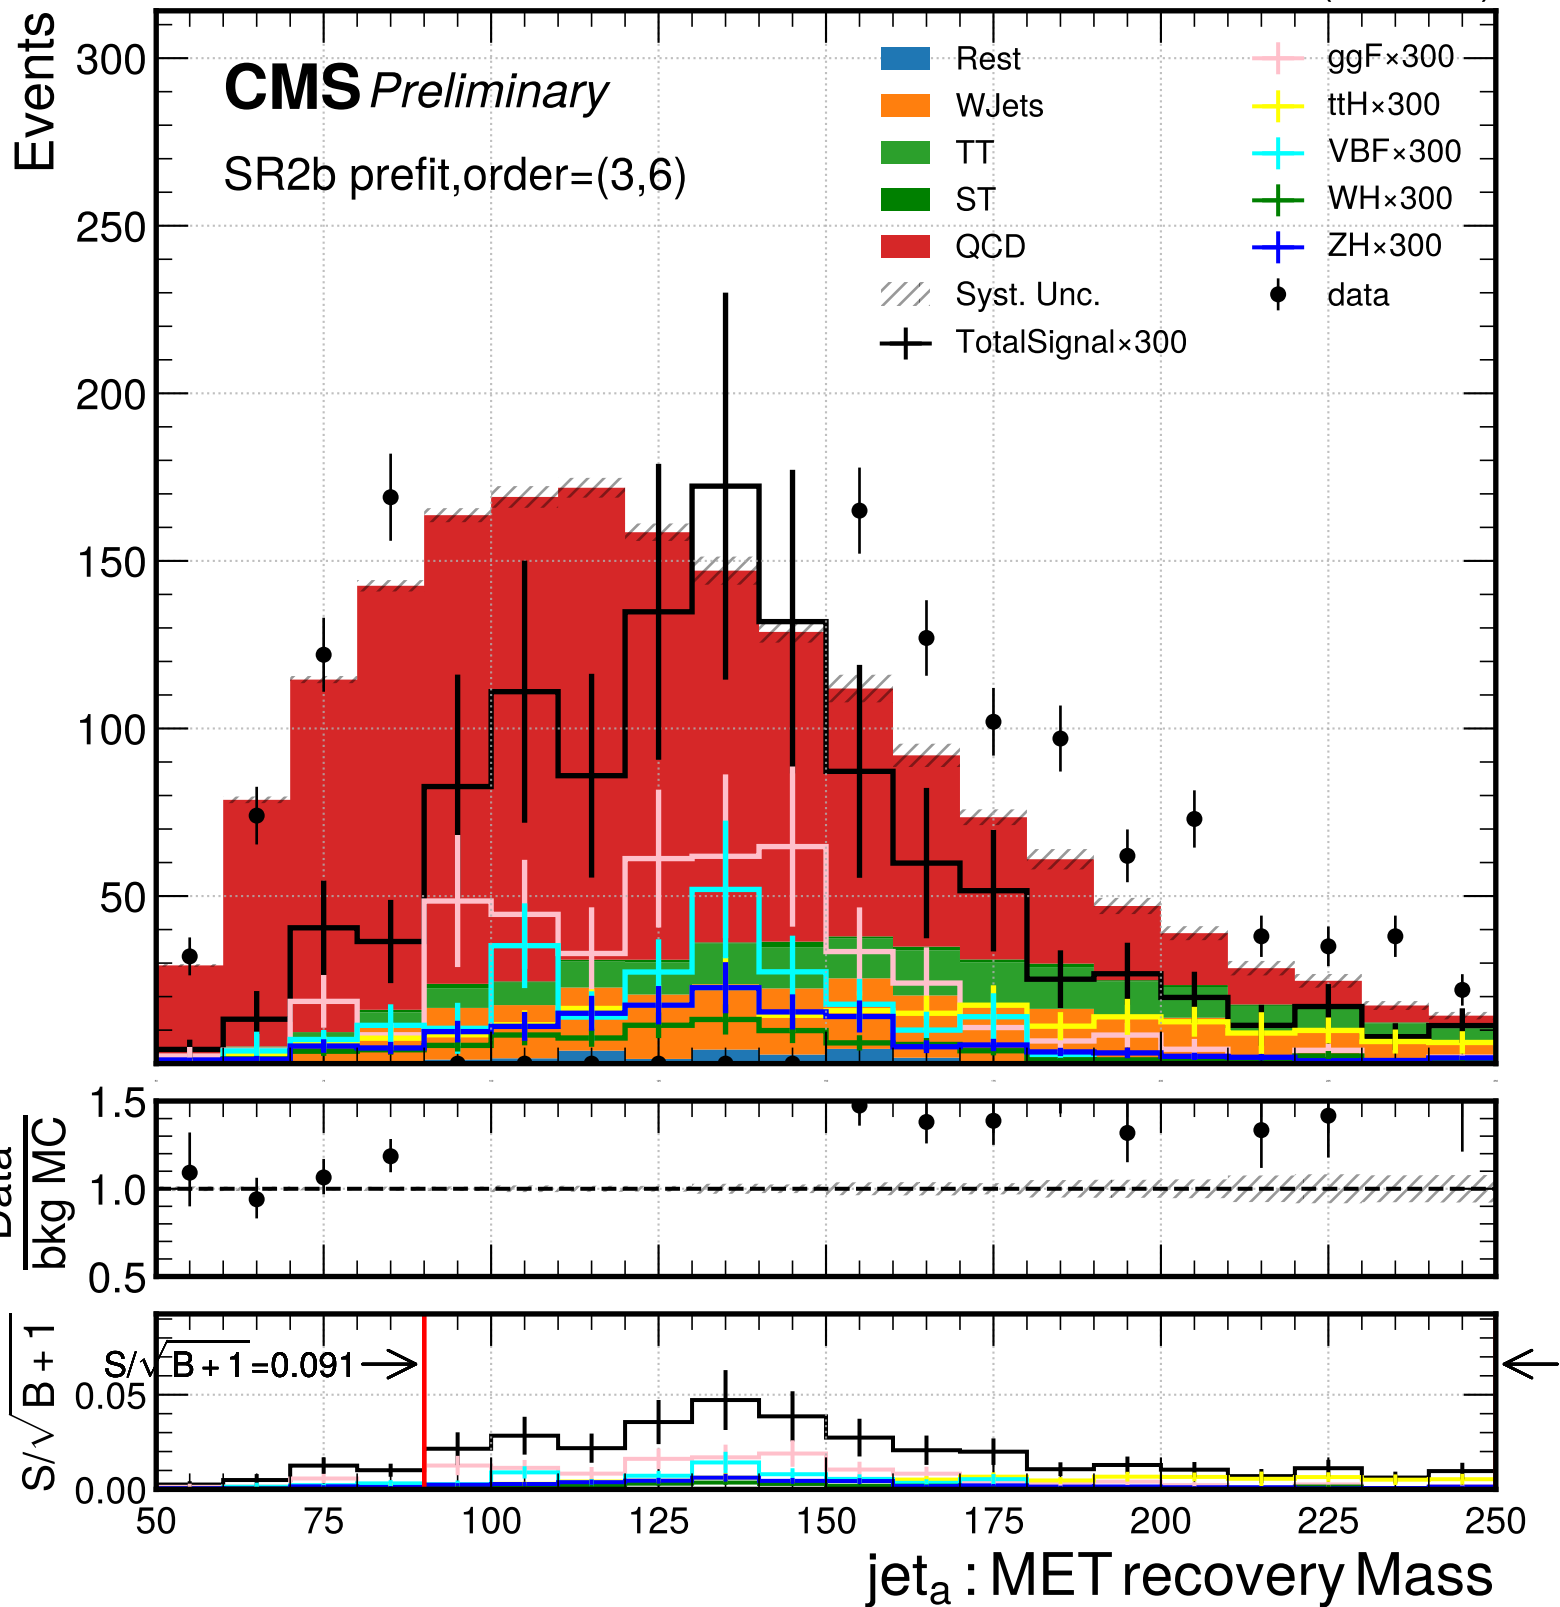 Events
300
250
200
150
100
50
CMS Preliminary
SR2b prefit,order=(3,6)
Rest
WJets
TT
ST
QCD
Syst. Unc.
TotalSignal×300
ggF×300
ttH×300
VBF×300
WH×300
ZH×300
data
bkg MC
1.5
1.0
0.5
S/√B + 1
0.05
0.00
S/√B + 1=0.091
50 75 100 125 150 175 200 225 250
jetₐ : MET recovery Mass